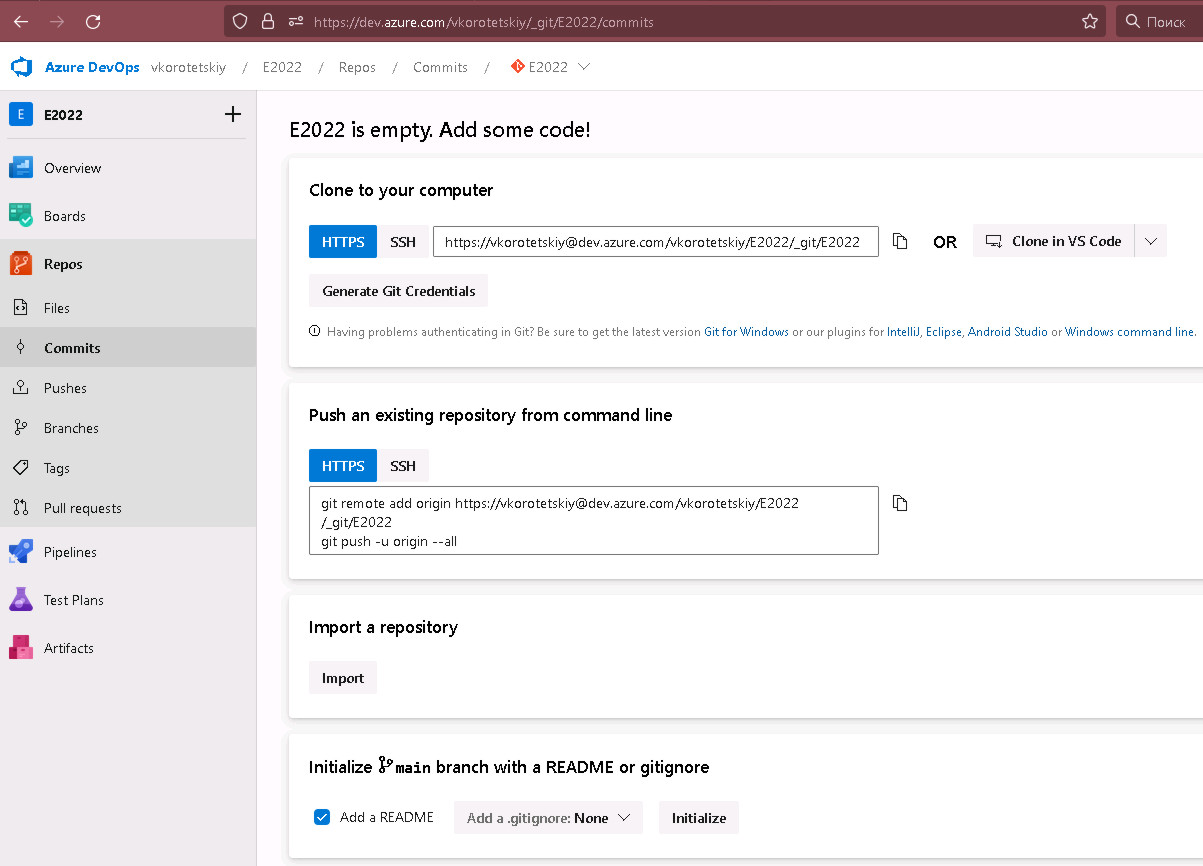 https://dev.azure.com/vkorotetskiy/_git/E2022/commits
Поиск
Azure DevOps vkorotetskiy / E2022 / Repos / Commits / E2022
E E2022
Overview
Boards
Repos
Files
Commits
Pushes
Branches
Tags
Pull requests
Pipelines
Test Plans
Artifacts
E2022 is empty. Add some code!
Clone to your computer
HTTPS SSH https://vkorotetskiy@dev.azure.com/vkorotetskiy/E2022/_git/E2022 OR Clone in VS Code
Generate Git Credentials
Having problems authenticating in Git? Be sure to get the latest version Git for Windows or our plugins for IntelliJ, Eclipse, Android Studio or Windows command line.
Push an existing repository from command line
HTTPS SSH
git remote add origin https://vkorotetskiy@dev.azure.com/vkorotetskiy/E2022
/_git/E2022
git push -u origin --all
Import a repository
Import
Initialize main branch with a README or gitignore
Add a README Add a .gitignore: None Initialize